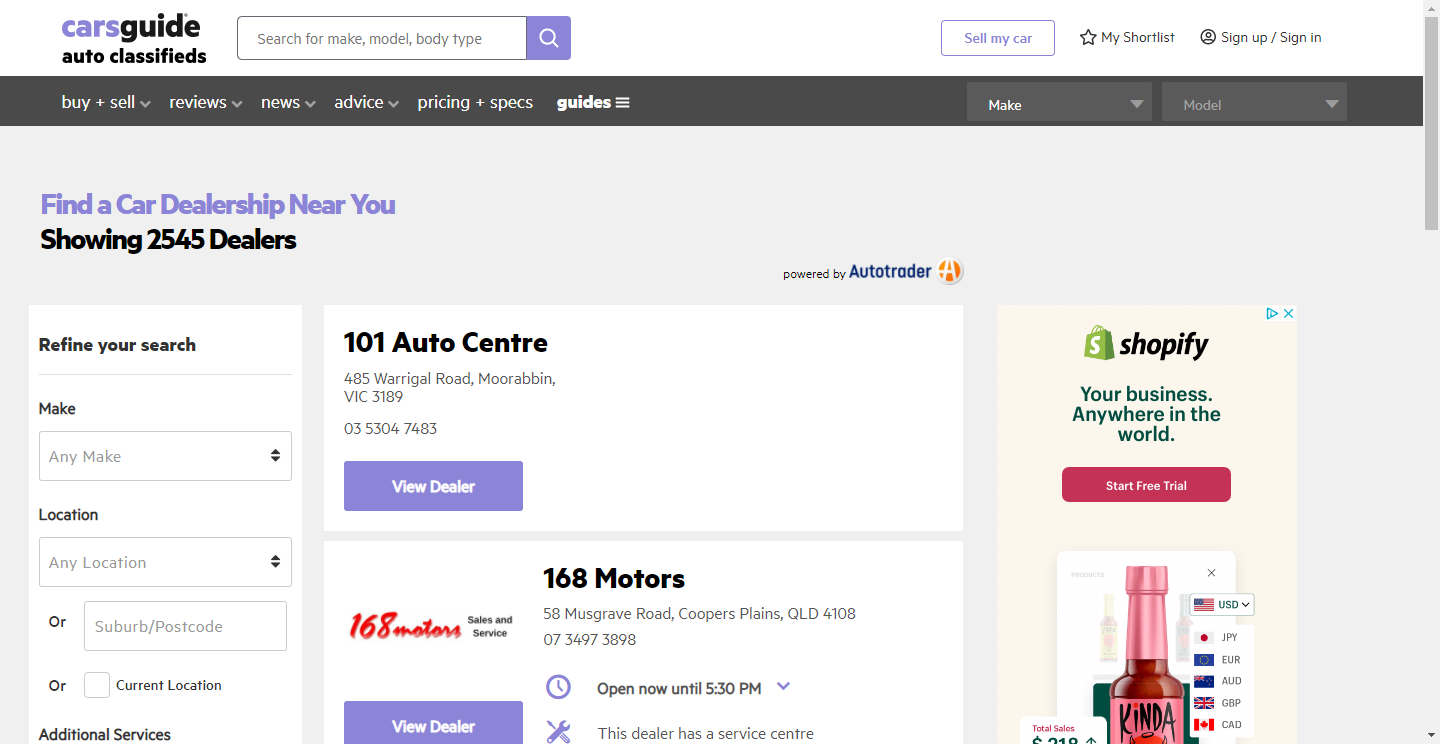 carsguide
auto classifieds
Search for make, model, body type
Sell my car
My Shortlist
Sign up / Sign in
buy + sell
reviews
news
advice
pricing + specs
guides
Make
Model
Find a Car Dealership Near You
Showing 2545 Dealers
powered by Autotrader
Refine your search
Make
Any Make
Location
Any Location
Or
Suburb/Postcode
Or
Current Location
Additional Services
101 Auto Centre
485 Warrigal Road, Moorabbin,
VIC 3189
03 5304 7483
View Dealer
168 motors
Sales and
Service
168 Motors
58 Musgrave Road, Coopers Plains, QLD 4108
07 3497 3898
Open now until 5:30 PM
This dealer has a service centre
View Dealer
shopify
Your business.
Anywhere in the
world.
Start Free Trial
PRODUCTS
USD
JPY
EUR
AUD
GBP
CAD
KINDA
Total Sales
$ 218